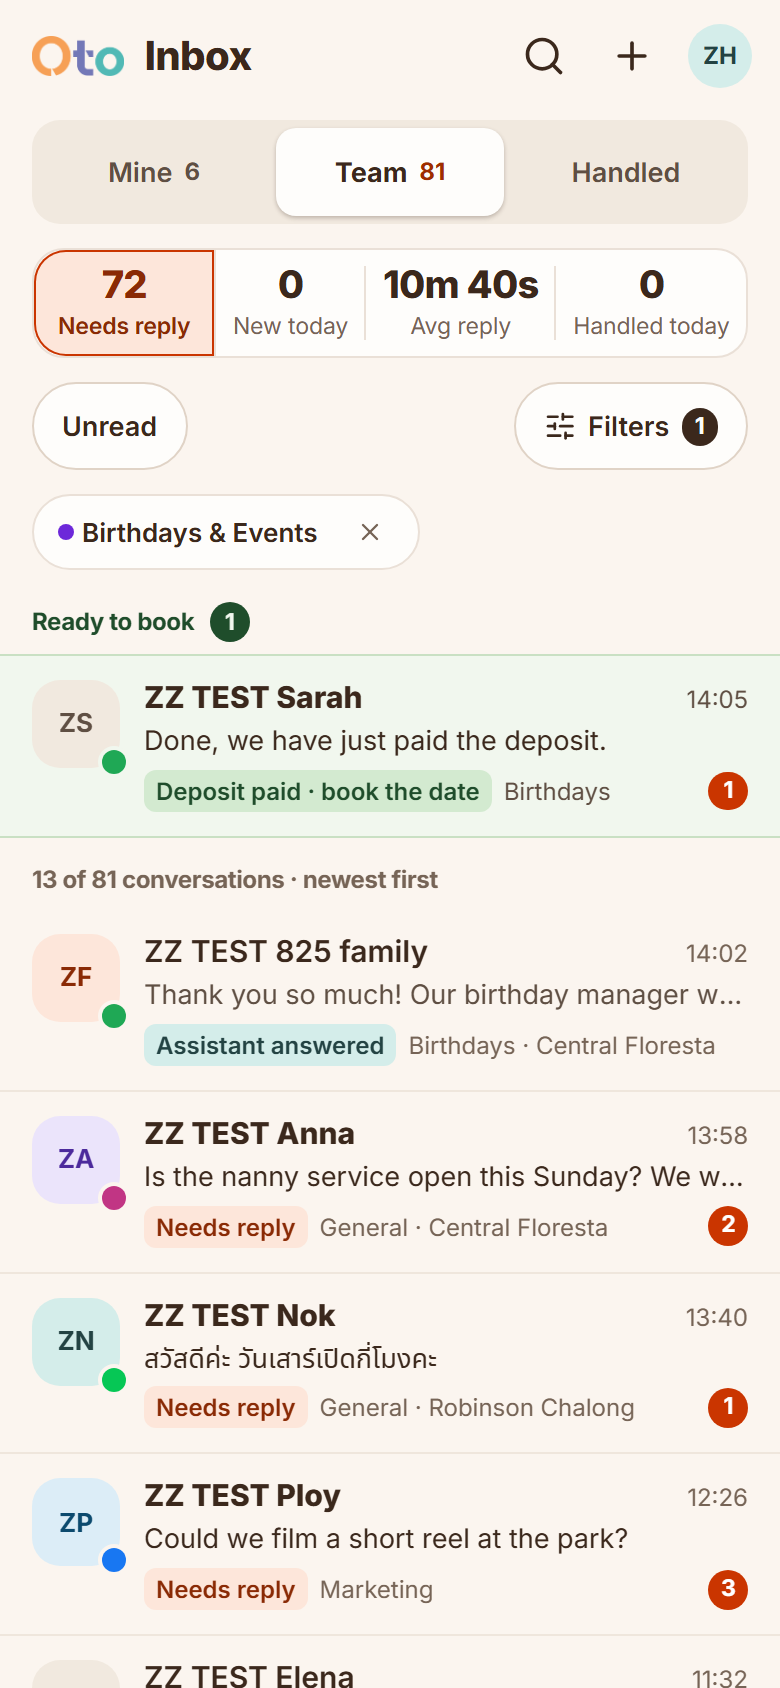 Oto Inbox ZH
Mine 6 Team 81 Handled
72 0 10m 40s 0
Needs reply New today Avg reply Handled today
Unread Filters 1
Birthdays & Events
Ready to book 1
ZS ZZ TEST Sarah 14:05
Done, we have just paid the deposit.
Deposit paid · book the date Birthdays 1
13 of 81 conversations · newest first
ZF ZZ TEST 825 family 14:02
Thank you so much! Our birthday manager w...
Assistant answered Birthdays · Central Floresta
ZA ZZ TEST Anna 13:58
Is the nanny service open this Sunday? We w...
Needs reply General · Central Floresta 2
ZN ZZ TEST Nok 13:40
สวัสดีค่ะ วันเสาร์เปิดกี่โมงคะ
Needs reply General · Robinson Chalong 1
ZP ZZ TEST Ploy 12:26
Could we film a short reel at the park?
Needs reply Marketing 3
ZZ TEST Elena 11:32